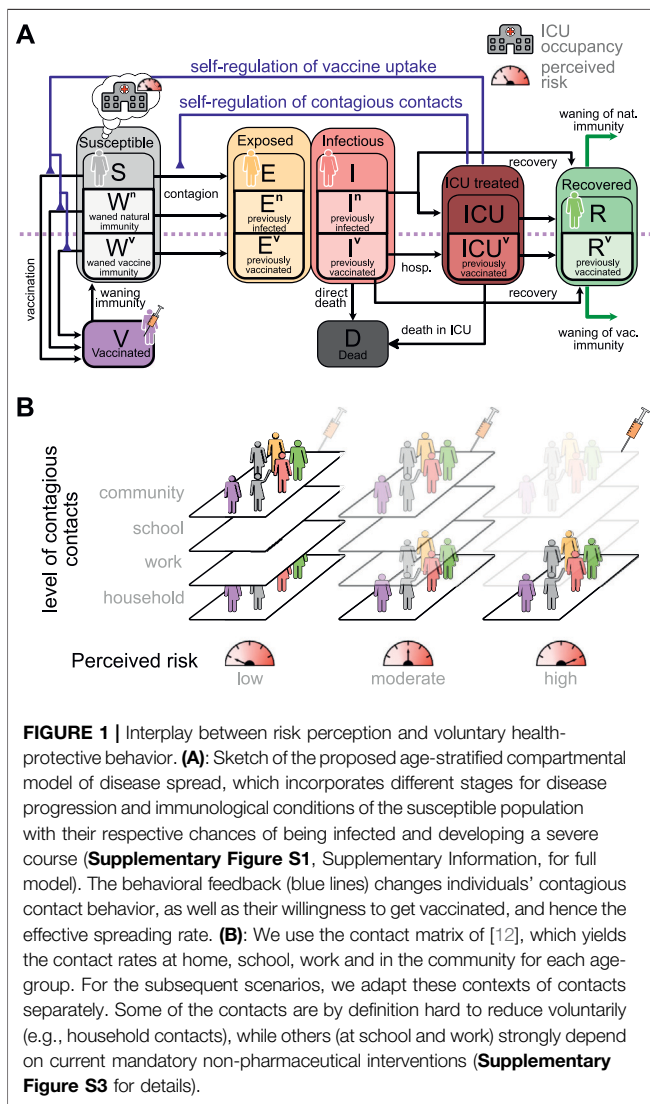 A
ICU
occupancy
perceived
risk
self-regulation of vaccine uptake
self-regulation of contagious contacts
waning of nat.
immunity
Susceptible
Exposed
Infectious
recovery
ICU treated
Recovered
S
contagion
E
I
ICU
R
Wⁿ
waned natural
immunity
Eⁿ
previously
infected
Iⁿ
previously
infected
Wᵛ
waned vaccine
immunity
Eᵛ
previously
vaccinated
Iᵛ
previously
vaccinated
hosp.
ICUᵛ
previously
vaccinated
Rᵛ
previously
vaccinated
vaccination
waning
immunity
direct
death
recovery
V
Vaccinated
D
Dead
death in ICU
waning of vac.
immunity
B
level of contagious
contacts
community
school
work
household
Perceived risk
low
moderate
high
FIGURE 1 | Interplay between risk perception and voluntary health-
protective behavior. (A): Sketch of the proposed age-stratified compartmental
model of disease spread, which incorporates different stages for disease
progression and immunological conditions of the susceptible population
with their respective chances of being infected and developing a severe
course (Supplementary Figure S1, Supplementary Information, for full
model). The behavioral feedback (blue lines) changes individuals' contagious
contact behavior, as well as their willingness to get vaccinated, and hence the
effective spreading rate. (B): We use the contact matrix of [12], which yields
the contact rates at home, school, work and in the community for each age-
group. For the subsequent scenarios, we adapt these contexts of contacts
separately. Some of the contacts are by definition hard to reduce voluntarily
(e.g., household contacts), while others (at school and work) strongly depend
on current mandatory non-pharmaceutical interventions (Supplementary
Figure S3 for details).